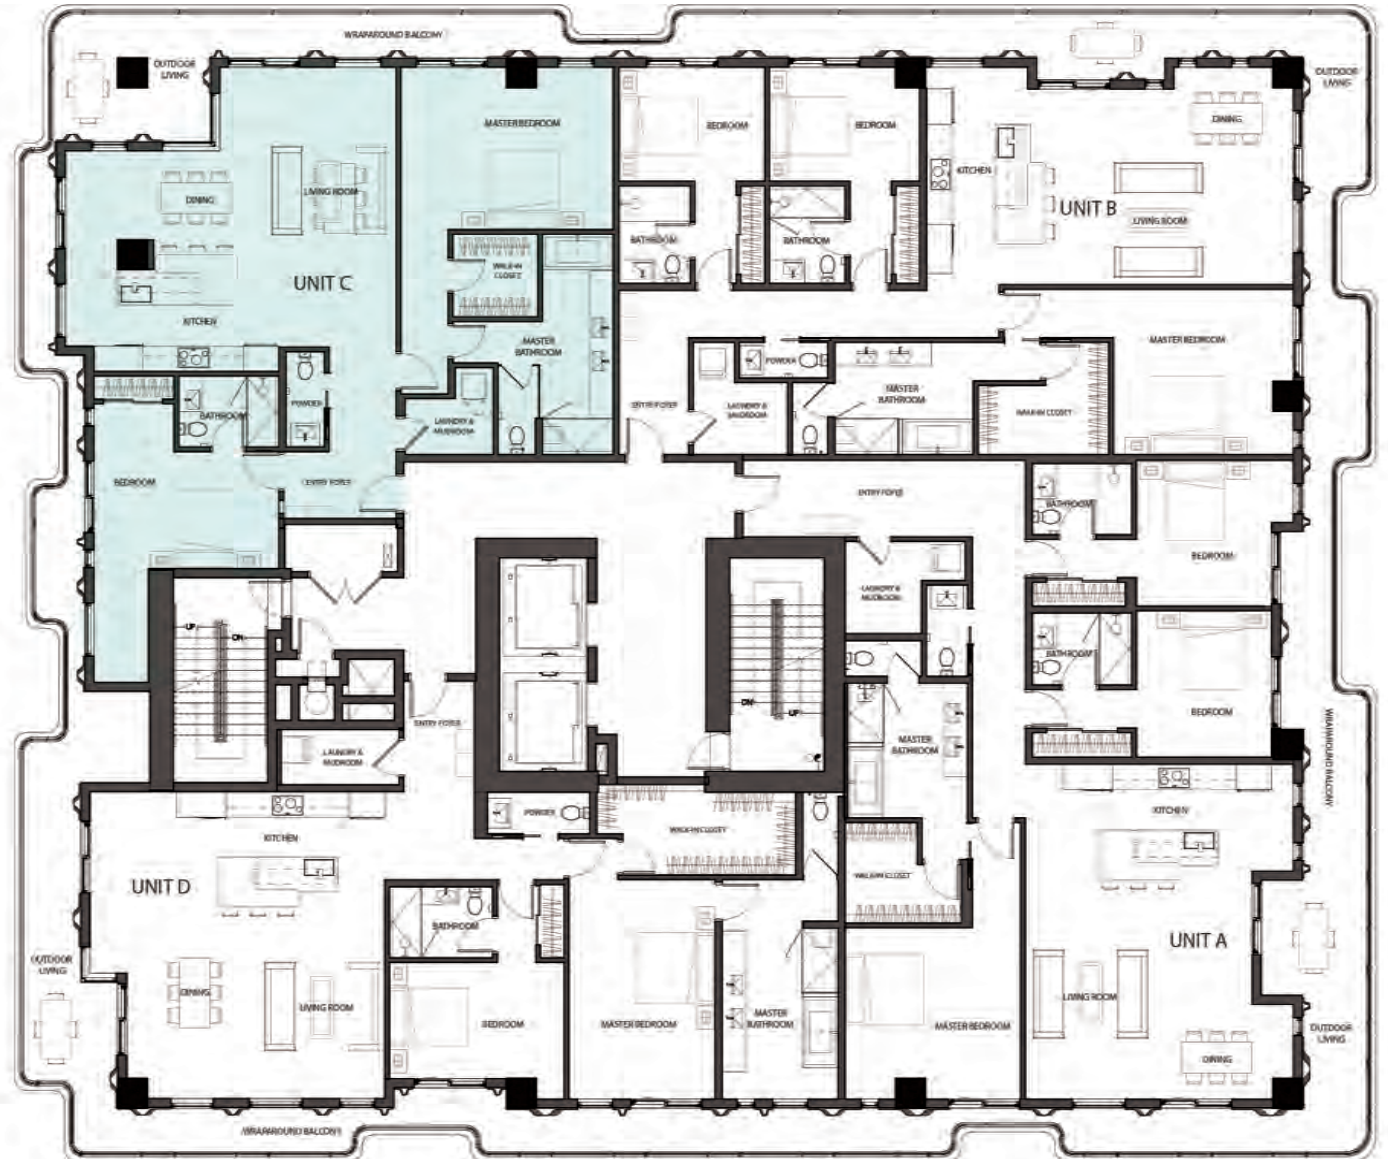 WRAPAROUND BALCONY
OUTDOOR
LIVING
OUTDOOR
LIVING
MASTER BEDROOM
BEDROOM
BEDROOM
DINING
KITCHEN
LIVING ROOM
DINING
UNIT B
LIVING ROOM
BATHROOM
BATHROOM
WALK-IN
CLOSET
UNIT C
KITCHEN
MASTER
BATHROOM
MASTER BEDROOM
POWDER
MASTER
BATHROOM
BATHROOM
POWDER
ENTRY FOYER
LAUNDRY &
MUDROOM
WALK-IN CLOSET
LAUNDRY &
MUDROOM
BEDROOM
ENTRY FOYER
ENTRY FOYER
BATHROOM
BEDROOM
LAUNDRY &
MUDROOM
UP
DN
BATHROOM
DN
UP
BEDROOM
ENTRY FOYER
LAUNDRY &
MUDROOM
MASTER
BATHROOM
WRAPAROUND BALCONY
KITCHEN
POWDER
WALK-IN CLOSET
KITCHEN
UNIT D
WALK-IN CLOSET
BATHROOM
UNIT A
OUTDOOR
LIVING
DINING
LIVING ROOM
LIVING ROOM
BEDROOM
MASTER BEDROOM
MASTER
BATHROOM
MASTER BEDROOM
OUTDOOR
LIVING
DINING
WRAPAROUND BALCONY